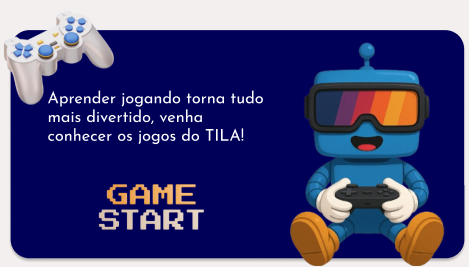 Aprender jogando torna tudo
mais divertido, venha
conhecer os jogos do TILA!
GAME
START